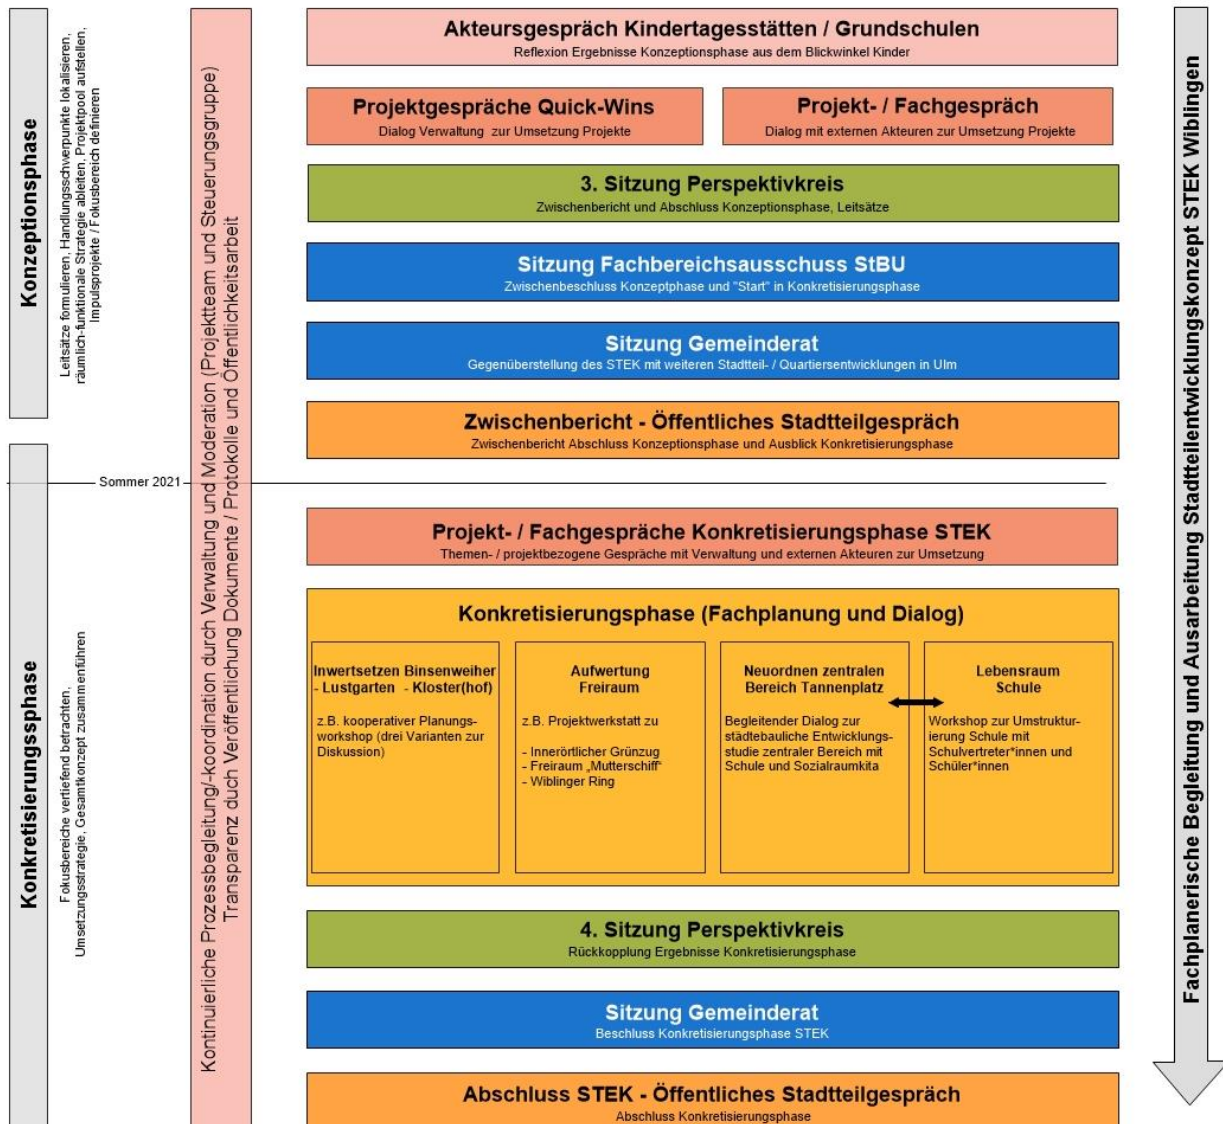 Konzeptionsphase
Leitsätze formulieren, Handlungsschwerpunkte lokalisieren,
räumlich-funktionale Strategie ableiten, Projektpool aufstellen,
Impulsprojekte / Fokusbereich definieren
Konkretisierungssphase
Fokusbereiche vertiefend betrachten,
Umsetzungsstrategie, Gesamtkonzept zusammenführen
Kontinuierliche Prozessbegleitung/-koordination durch Verwaltung und Moderation (Projektteam und Steuerungsgruppe)
Transparenz duch Veröffentlichung Dokumente / Protokolle und Öffentlichkeitsarbeit
Akteursgespräch Kindertagesstätten / Grundschulen
Reflexion Ergebnisse Konzeptionsphase aus dem Blickwinkel Kinder
Projektgespräche Quick-Wins
Dialog Verwaltung zur Umsetzung Projekte
Projekt- / Fachgespräch
Dialog mit externen Akteuren zur Umsetzung Projekte
3. Sitzung Perspektivkreis
Zwischenbericht und Abschluss Konzeptionsphase, Leitsätze
Sitzung Fachbereichsausschuss StBU
Zwischenbeschluss Konzeptphase und "Start" in Konkretisierungsphase
Sitzung Gemeinderat
Gegenüberstellung des STEK mit weiteren Stadtteil- / Quartiersentwicklungen in Ulm
Zwischenbericht - Öffentliches Stadtteilgespräch
Zwischenbericht Abschluss Konzeptionsphase und Ausblick Konkretisierungsphase
Sommer 2021
Projekt- / Fachgespräche Konkretisierungsphase STEK
Themen- / projektbezogene Gespräche mit Verwaltung und externen Akteuren zur Umsetzung
Konkretisierungsphase (Fachplanung und Dialog)
Inwertsetzen Binsenweiher
- Lustgarten - Kloster(hof)
z.B. kooperativer Planungs-
workshop (drei Varianten zur
Diskussion)
Aufwertung
Freiraum
z.B. Projektwerkstatt zu
- Innerörtlicher Grünzug
- Freiraum „Mutterschiff“
- Wiblinger Ring
Neuordnen zentralen
Bereich Tannenplatz
Begleitender Dialog zur
städtebauliche Entwicklungs-
studie zentraler Bereich mit
Schule und Sozialraumkita
Lebensraum
Schule
Workshop zur Umstruktur-
ierung Schule mit
Schulvertreter*innen und
Schüler*innen
4. Sitzung Perspektivkreis
Rückkopplung Ergebnisse Konkretisierungsphase
Sitzung Gemeinderat
Beschluss Konkretisierungsphase STEK
Abschluss STEK - Öffentliches Stadtteilgespräch
Abschluss Konkretisierungsphase
Fachplanerische Begleitung und Ausarbeitung Stadtteilentwicklungskonzept STEK Wiblingen